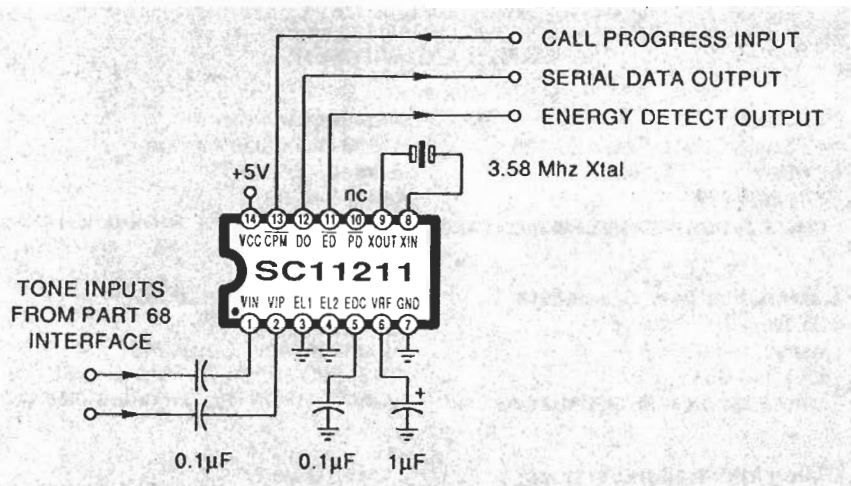 CALL PROGRESS INPUT
SERIAL DATA OUTPUT
ENERGY DETECT OUTPUT
3.58 Mhz Xtal
+5V
nc
14 13 12 11 10 9 8
VCC CPM DO ED PD XOUT XIN
SC11211
VIN VIP EL1 EL2 EDC VRF GND
1 2 3 4 5 6 7
TONE INPUTS
FROM PART 68
INTERFACE
+
0.1µF 0.1µF 1µF